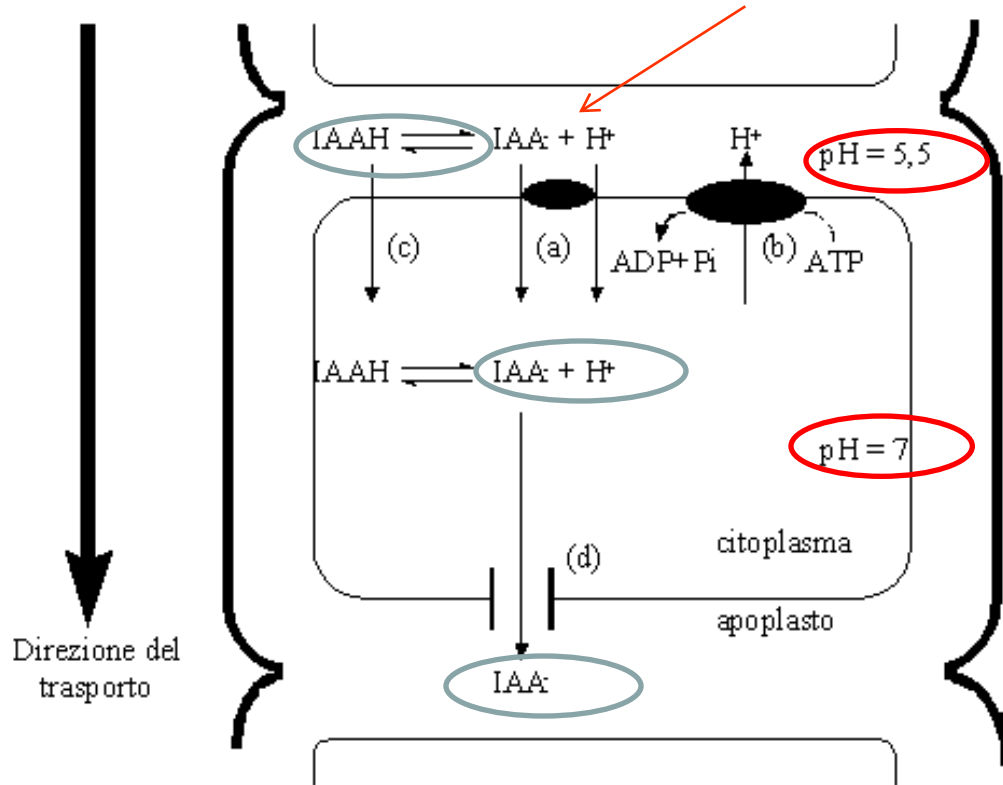 IAAH IAA⁻ + H⁺ H⁺ pH = 5,5
(c) (a) ADP+Pi (b) ATP
IAAH IAA⁻ + H⁺
pH = 7
citoplasma
(d)
apoplasto
Direzione del
trasporto
IAA⁻